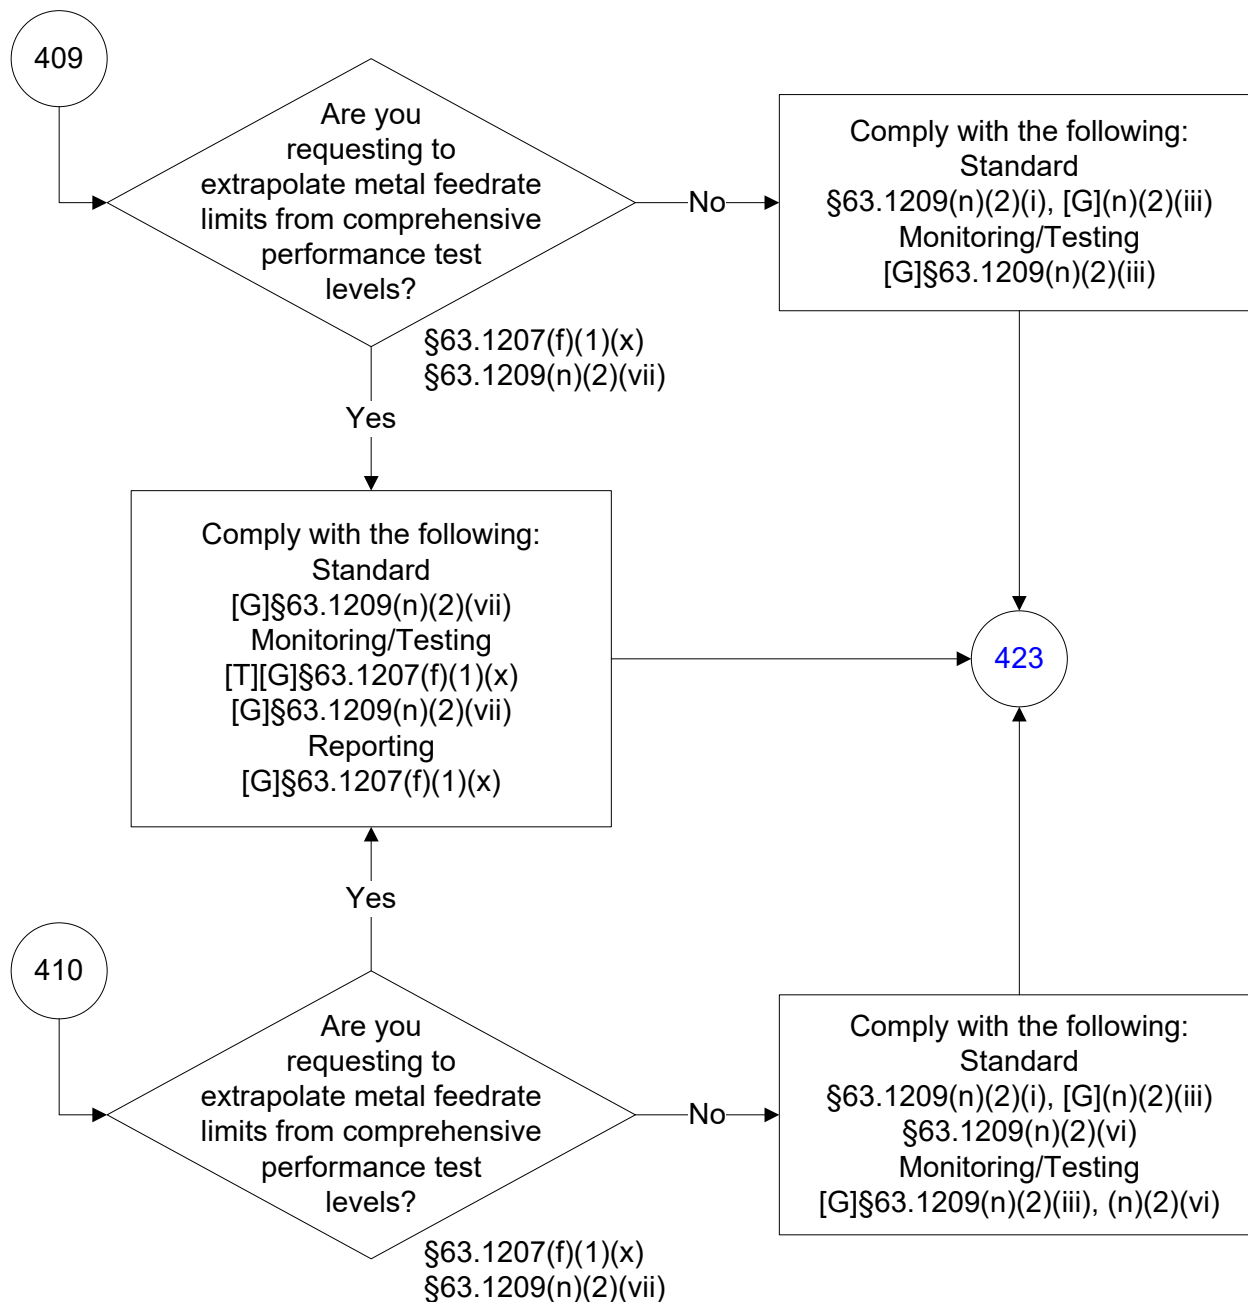 409
Are you
requesting to
extrapolate metal feedrate
limits from comprehensive
performance test
levels?
No
Comply with the following:
Standard
§63.1209(n)(2)(i), [G](n)(2)(iii)
Monitoring/Testing
[G]§63.1209(n)(2)(iii)
§63.1207(f)(1)(x)
§63.1209(n)(2)(vii)
Yes
Comply with the following:
Standard
[G]§63.1209(n)(2)(vii)
Monitoring/Testing
[T][G]§63.1207(f)(1)(x)
[G]§63.1209(n)(2)(vii)
Reporting
[G]§63.1207(f)(1)(x)
423
Yes
410
Are you
requesting to
extrapolate metal feedrate
limits from comprehensive
performance test
levels?
No
Comply with the following:
Standard
§63.1209(n)(2)(i), [G](n)(2)(iii)
§63.1209(n)(2)(vi)
Monitoring/Testing
[G]§63.1209(n)(2)(iii), (n)(2)(vi)
§63.1207(f)(1)(x)
§63.1209(n)(2)(vii)